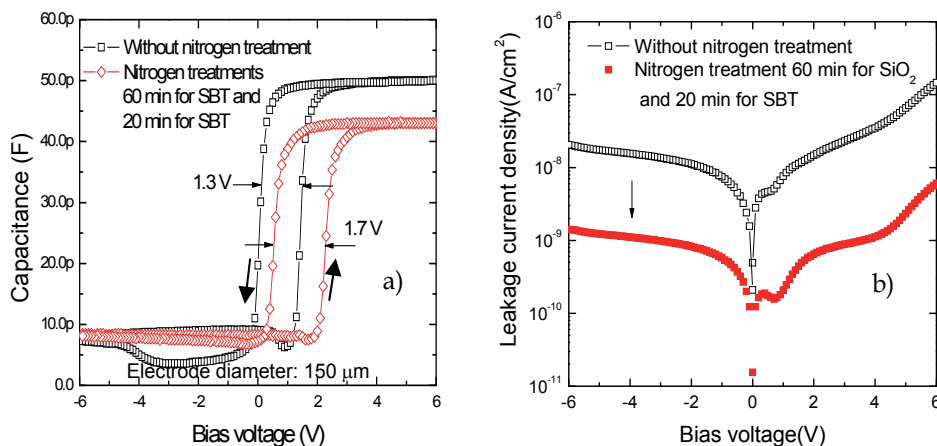 60.0p
50.0p
40.0p
30.0p
20.0p
10.0p
0.0
Capacitance (F)
Without nitrogen treatment
Nitrogen treatments
60 min for SBT and
20 min for SBT
1.3 V
1.7 V
a)
Electrode diameter: 150 μm
-6 -4 -2 0 2 4 6
Bias voltage (V)
10⁻⁶
10⁻⁷
10⁻⁸
10⁻⁹
10⁻¹⁰
10⁻¹¹
Leakage current density(A/cm²)
Without nitrogen treatment
Nitrogen treatment 60 min for SiO₂
and 20 min for SBT
b)
-6 -4 -2 0 2 4 6
Bias voltage(V)